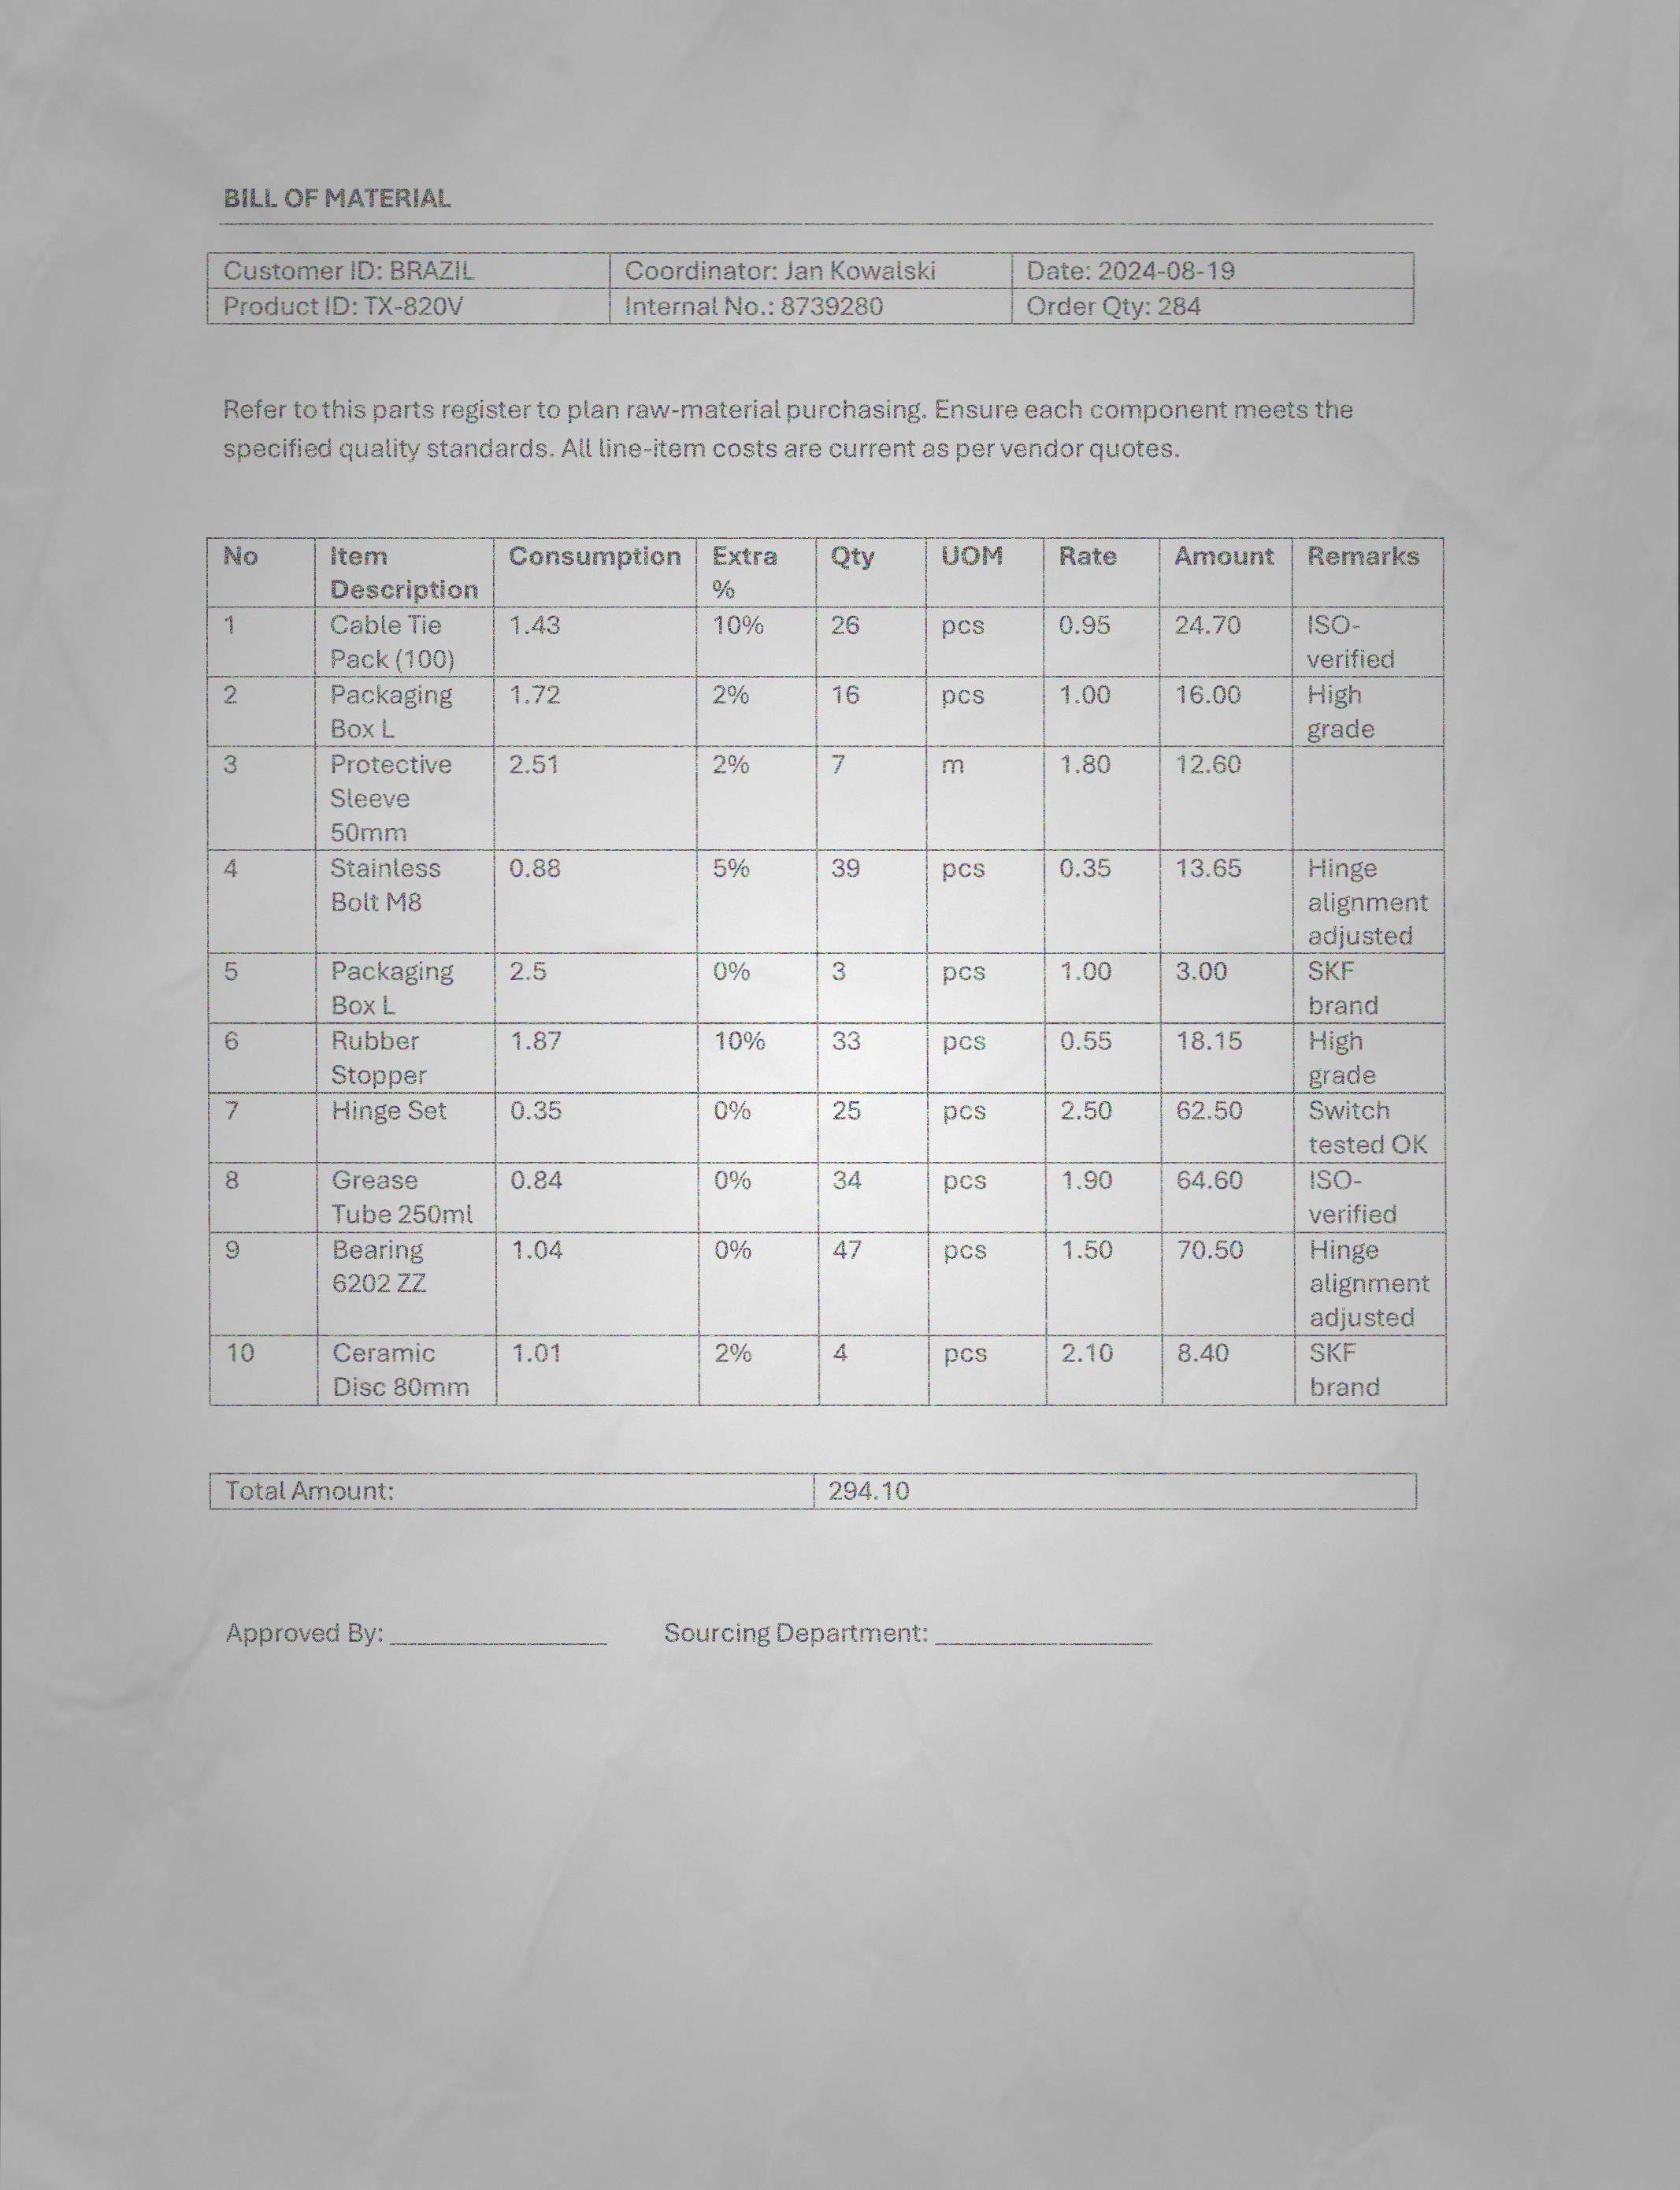 BILL OF MATERIAL
Customer ID: BRAZIL Coordinator: Jan Kowalski Date: 2024-08-19
Product ID: TX-820V Internal No.: 8739280 Order Qty: 284
Refer to this parts register to plan raw-material purchasing. Ensure each component meets the
specified quality standards. All line-item costs are current as per vendor quotes.
No Item Consumption Extra Qty UOM Rate Amount Remarks
Description %
1 Cable Tie 1.43 10% 26 pcs 0.95 24.70 ISO-
Pack (100) verified
2 Packaging 1.72 2% 16 pcs 1.00 16.00 High
Box L grade
3 Protective 2.51 2% 7 m 1.80 12.60
Sleeve
50mm
4 Stainless 0.88 5% 39 pcs 0.35 13.65 Hinge
Bolt M8 alignment
adjusted
5 Packaging 2.5 0% 3 pcs 1.00 3.00 SKF
Box L brand
6 Rubber 1.87 10% 33 pcs 0.55 18.15 High
Stopper grade
7 Hinge Set 0.35 0% 25 pcs 2.50 62.50 Switch
tested OK
8 Grease 0.84 0% 34 pcs 1.90 64.60 ISO-
Tube 250ml verified
9 Bearing 1.04 0% 47 pcs 1.50 70.50 Hinge
6202 ZZ alignment
adjusted
10 Ceramic 1.01 2% 4 pcs 2.10 8.40 SKF
Disc 80mm brand
Total Amount: 294.10
Approved By: ________________ Sourcing Department: ________________